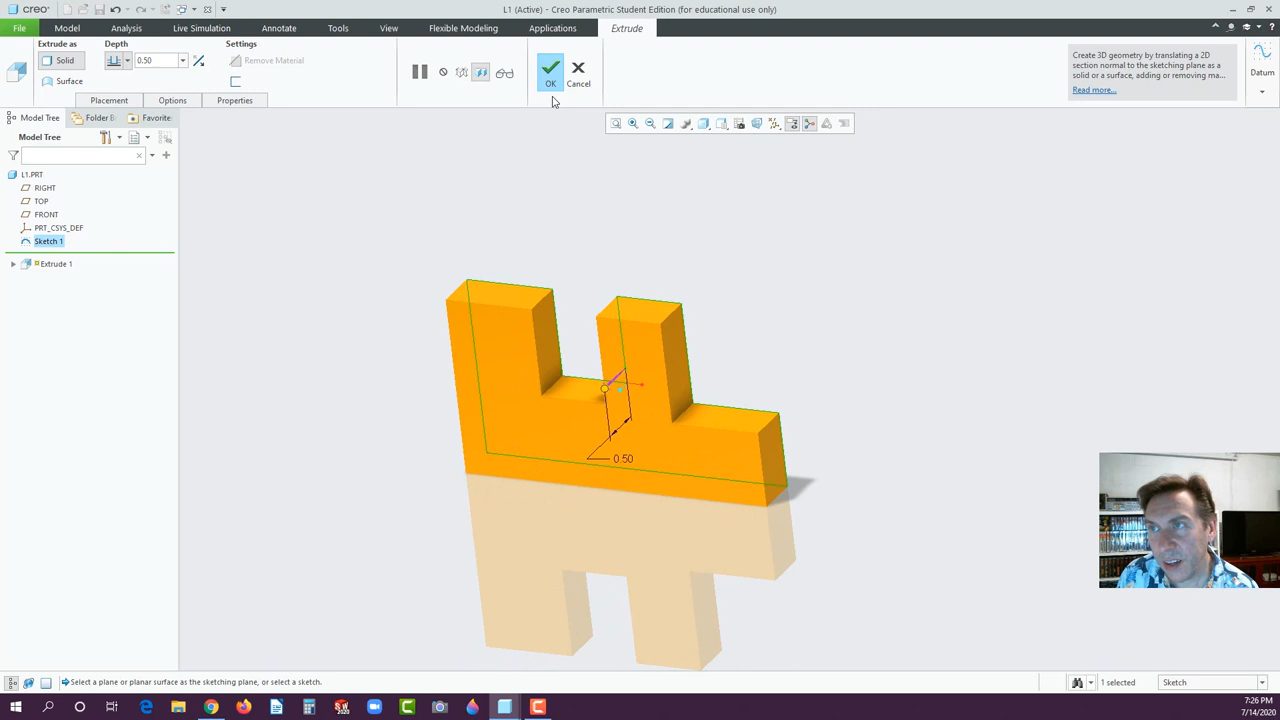 creo
L1 (Active) - Creo Parametric Student Edition (for educational use only)
File Model Analysis Live Simulation Annotate Tools View Flexible Modeling Applications Extrude
Extrude as Depth Settings
Solid 0.50 Remove Material
Surface
OK Cancel
Placement Options Properties
Create 3D geometry by translating a 2D
section normal to the sketching plane as a
solid or a surface, adding or removing ma...
Read more...
Datum
Model Tree Folder B Favorite
Model Tree
L1.PRT
RIGHT
TOP
FRONT
PRT_CSYS_DEF
Sketch 1
Extrude 1
0.50
Select a plane or planar surface as the sketching plane, or select a sketch.
1 selected
Sketch
7:26 PM
7/14/2020